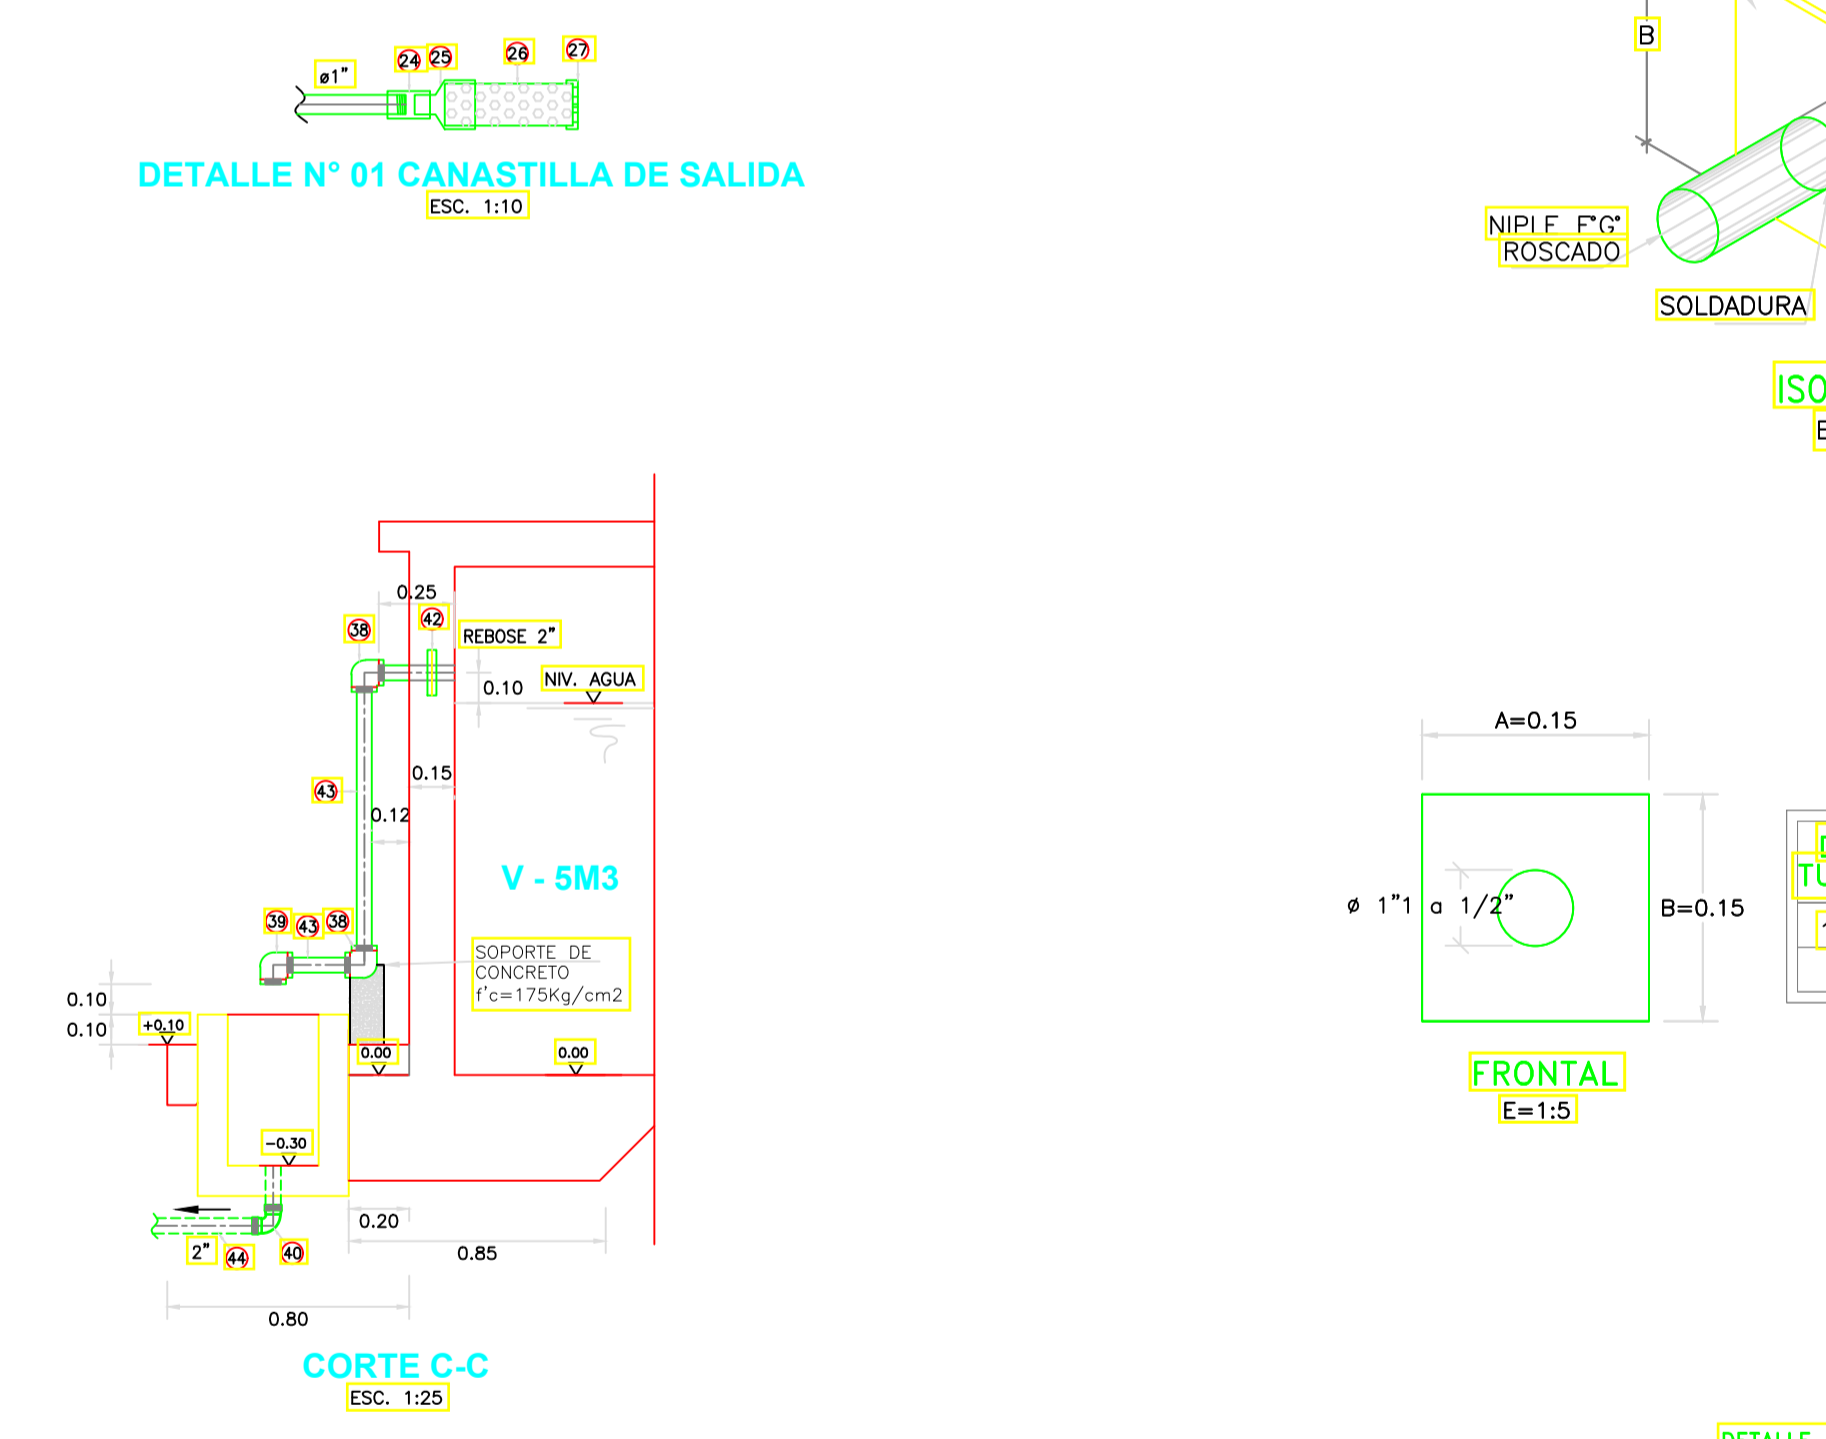 ø1"
24
25
26
27
DETALLE N° 01 CANASTILLA DE SALIDA
ESC. 1:10
B
NIPLE F°G°
ROSCADO
SOLDADURA
ISO
0.25
42
38
REBOSE 2"
NIV. AGUA
0.10
0.15
43
0.12
V - 5M3
39
43
38
SOPORTE DE
CONCRETO
f'c=175Kg/cm2
0.10
0.10
+0.10
0.00
0.00
-0.30
2"
44
40
0.20
0.85
0.80
CORTE C-C
ESC. 1:25
A=0.15
ø 1"1 a 1/2"
B=0.15
TU
FRONTAL
E=1:5
DETALLE